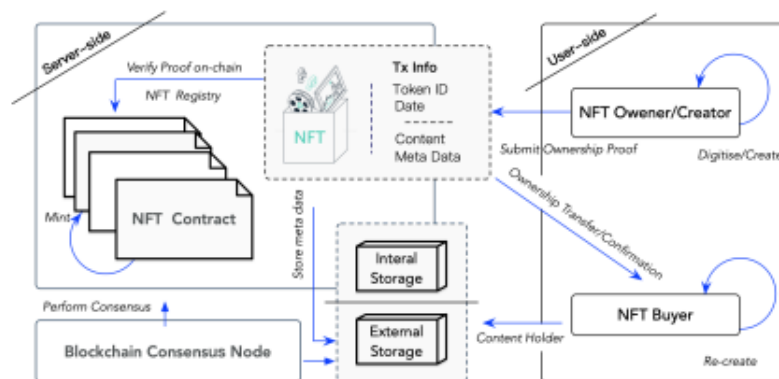 Server-side
User-side
Verify Proof on-chain
NFT Registry
NFT
Tx Info
Token ID
Date
Content
Meta Data
NFT Owener/Creator
Submit Ownership Proof
Digitise/Create
Mint
NFT Contract
Store meta data
Ownership Transfer/Confirmation
Interal
Storage
Perform Consensus
Blockchain Consensus Node
External
Storage
Content Holder
NFT Buyer
Re-create